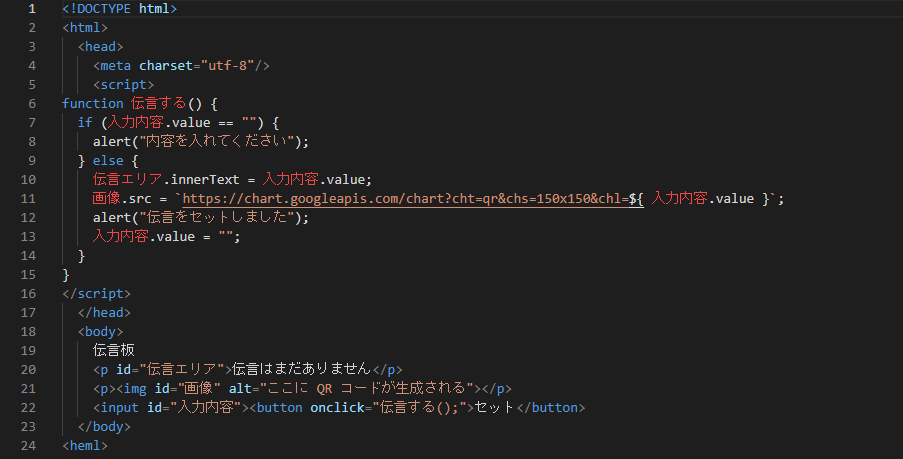 1 <!DOCTYPE html>
2 <html>
3 <head>
4 <meta charset="utf-8"/>
5 <script>
6 function 伝言する() {
7 if (入力内容.value == "") {
8 alert("内容を入れてください");
9 } else {
10 伝言エリア.innerText = 入力内容.value;
11 画像.src = `https://chart.googleapis.com/chart?cht=qr&chs=150x150&chl=${ 入力内容.value }`;
12 alert("伝言をセットしました");
13 入力内容.value = "";
14 }
15 }
16 </script>
17 </head>
18 <body>
19 伝言板
20 <p id="伝言エリア">伝言はまだありません</p>
21 <p><img id="画像" alt="ここに QR コードが生成される"></p>
22 <input id="入力内容"><button onclick="伝言する();">セット</button>
23 </body>
24 <heml>